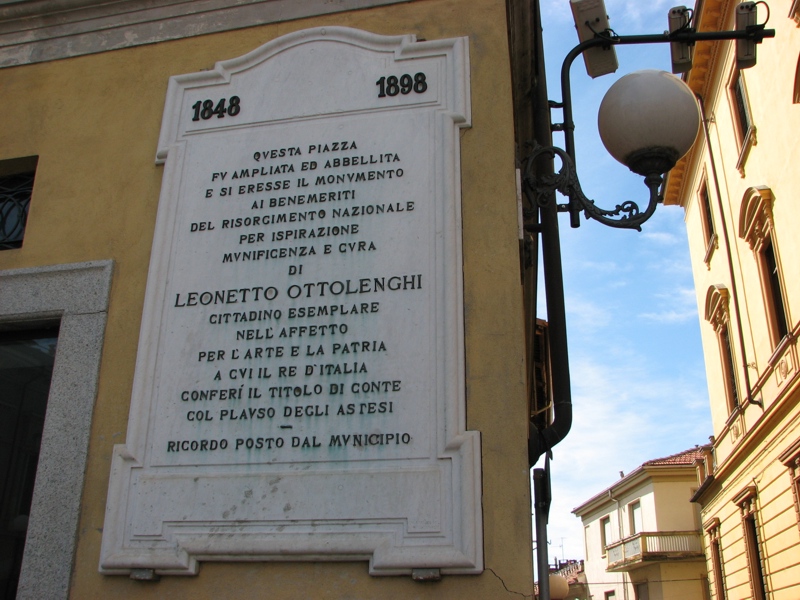 1848 1898
QVESTA PIAZZA
FV AMPLIATA ED ABBELLITA
E SI ERESSE IL MONVMENTO
AI BENEMERITI
DEL RISORGIMENTO NAZIONALE
PER ISPIRAZIONE
MVNIFICENZA E CVRA
DI
LEONETTO OTTOLENGHI
CITTADINO ESEMPLARE
NELL'AFFETTO
PER L'ARTE E LA PATRIA
A CVI IL RE D'ITALIA
CONFERÍ IL TITOLO DI CONTE
COL PLAVSO DEGLI ASTESI
—
RICORDO POSTO DAL MVNICIPIO